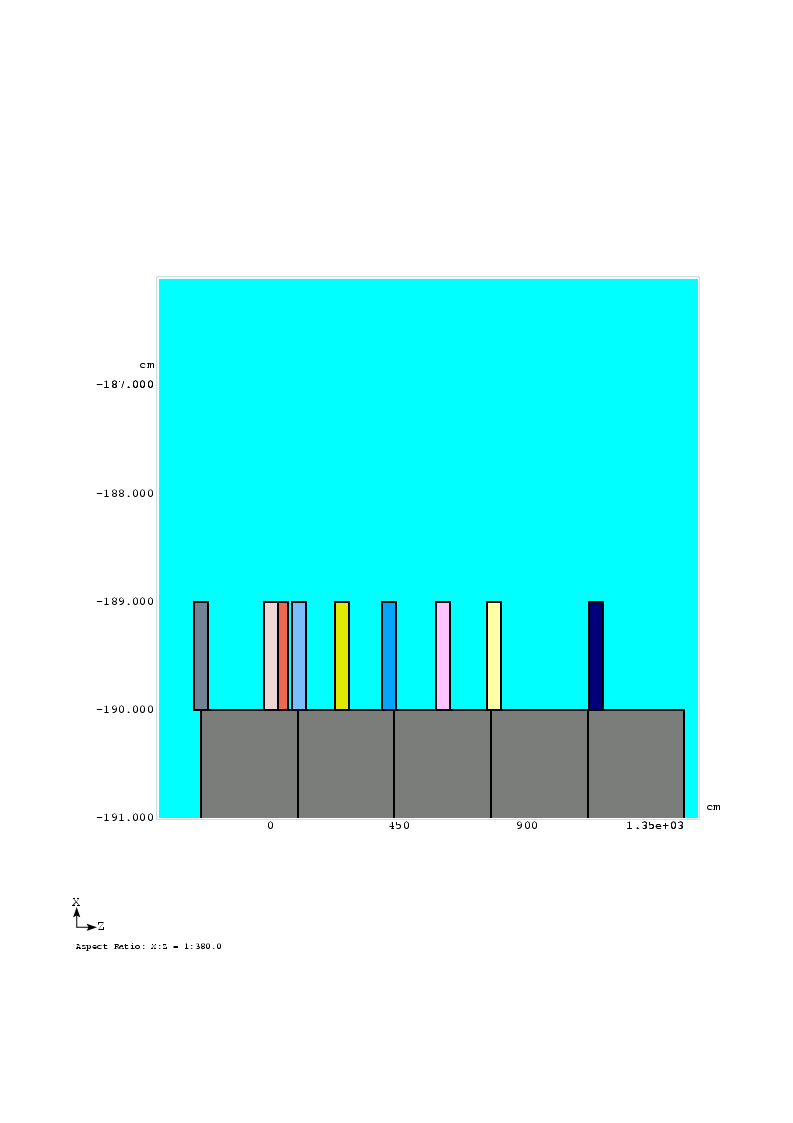 cm
-187.000
-188.000
-189.000
-190.000
-191.000
cm
0 450 900 1.35e+03
X
Z
Aspect Ratio: X:Z = 1:380.0